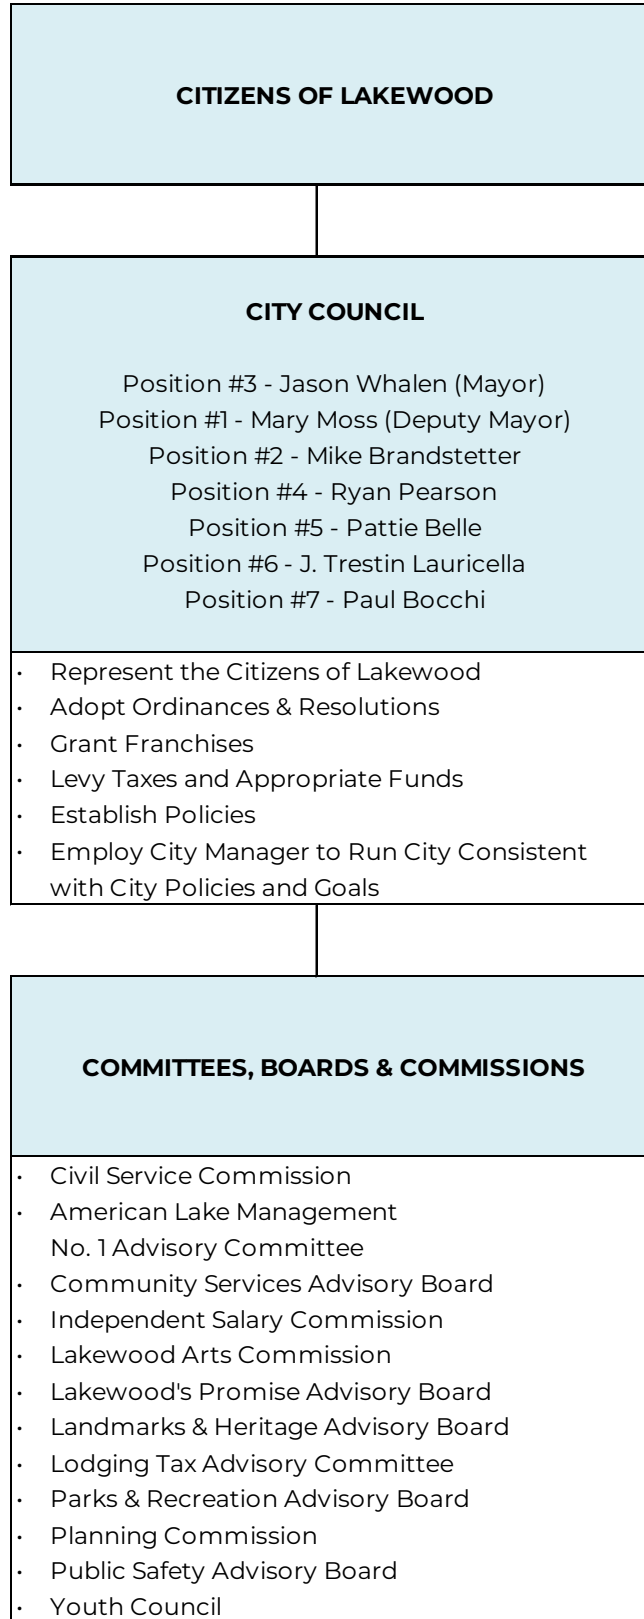 CITIZENS OF LAKEWOOD
CITY COUNCIL
Position #3 - Jason Whalen (Mayor)
Position #1 - Mary Moss (Deputy Mayor)
Position #2 - Mike Brandstetter
Position #4 - Ryan Pearson
Position #5 - Pattie Belle
Position #6 - J. Trestin Lauricella
Position #7 - Paul Bocchi
· Represent the Citizens of Lakewood
· Adopt Ordinances & Resolutions
· Grant Franchises
· Levy Taxes and Appropriate Funds
· Establish Policies
· Employ City Manager to Run City Consistent
with City Policies and Goals
COMMITTEES, BOARDS & COMMISSIONS
· Civil Service Commission
· American Lake Management
No. 1 Advisory Committee
· Community Services Advisory Board
· Independent Salary Commission
· Lakewood Arts Commission
· Lakewood's Promise Advisory Board
· Landmarks & Heritage Advisory Board
· Lodging Tax Advisory Committee
· Parks & Recreation Advisory Board
· Planning Commission
· Public Safety Advisory Board
· Youth Council